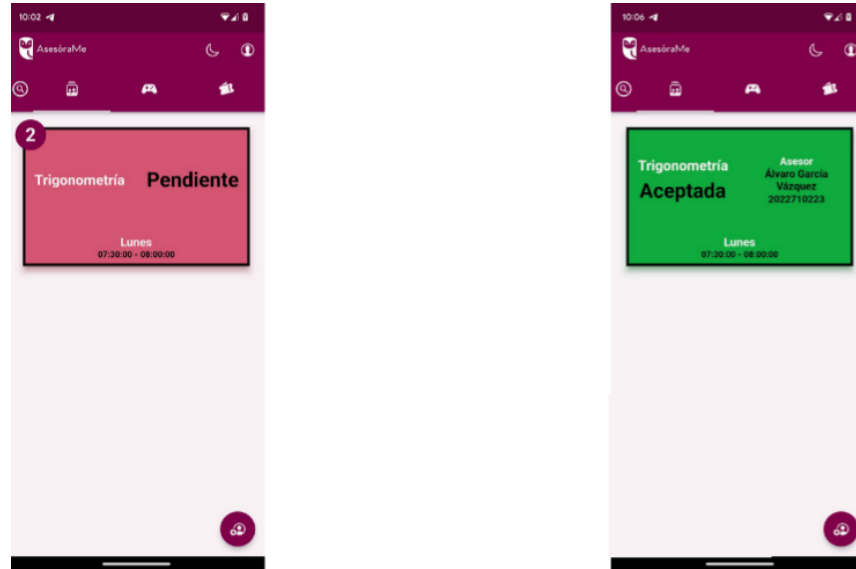 10:02
AsesóraMe
2
Trigonometría
Pendiente
Lunes
07:30:00 - 08:00:00
10:06
AsesóraMe
Trigonometría
Aceptada
Asesor
Álvaro García
Vázquez
2022710223
Lunes
07:30:00 - 08:00:00